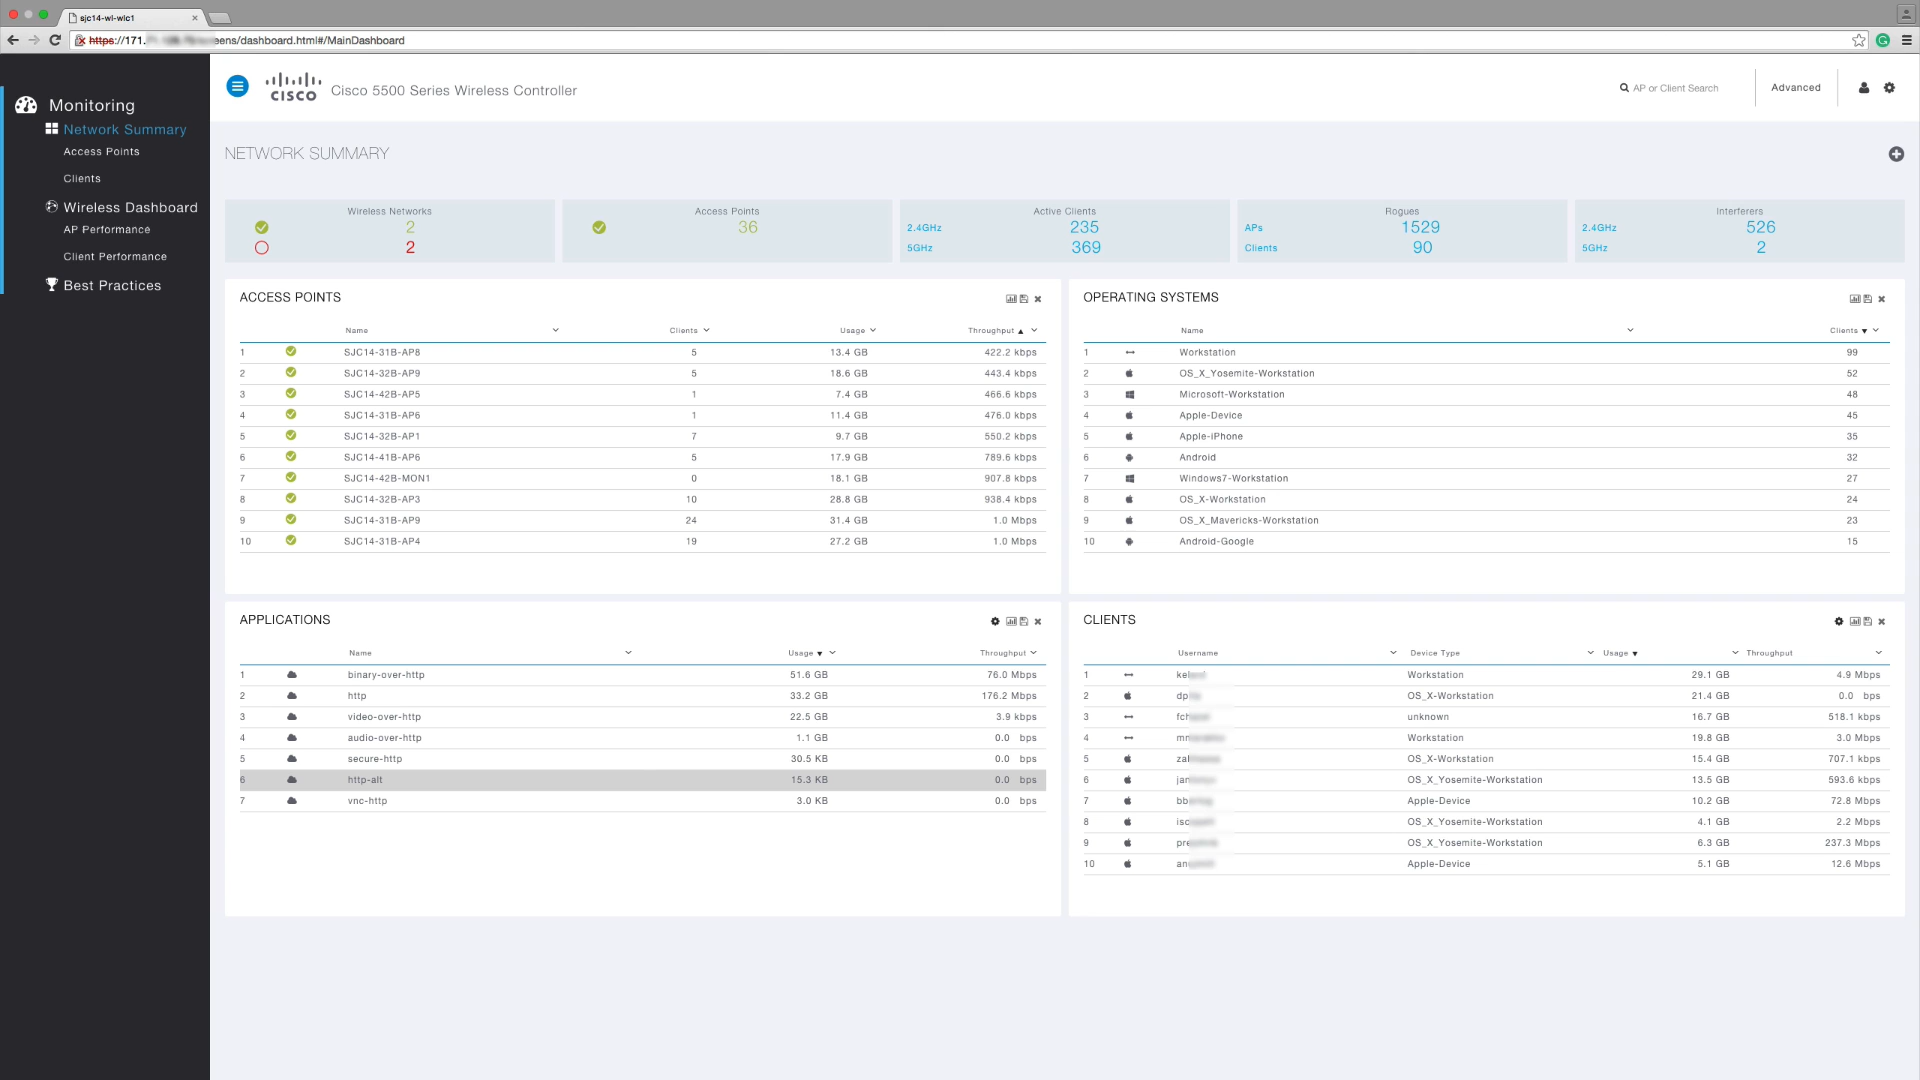 sjc14-wl-wlc1
https://171. eens/dashboard.html#/MainDashboard
Monitoring
Network Summary
Access Points
Clients
Wireless Dashboard
AP Performance
Client Performance
Best Practices
CISCO Cisco 5500 Series Wireless Controller
AP or Client Search Advanced
NETWORK SUMMARY
Wireless Networks
2
2
Access Points
36
Active Clients
2.4GHz 235
5GHz 369
Rogues
APs 1529
Clients 90
Interferers
2.4GHz 526
5GHz 2
ACCESS POINTS
Name Clients Usage Throughput
1 SJC14-31B-AP8 5 13.4 GB 422.2 kbps
2 SJC14-32B-AP9 5 18.6 GB 443.4 kbps
3 SJC14-42B-AP5 1 7.4 GB 466.6 kbps
4 SJC14-31B-AP6 1 11.4 GB 476.0 kbps
5 SJC14-32B-AP1 7 9.7 GB 550.2 kbps
6 SJC14-41B-AP6 5 17.9 GB 789.6 kbps
7 SJC14-42B-MON1 0 18.1 GB 907.8 kbps
8 SJC14-32B-AP3 10 28.8 GB 938.4 kbps
9 SJC14-31B-AP9 24 31.4 GB 1.0 Mbps
10 SJC14-31B-AP4 19 27.2 GB 1.0 Mbps
OPERATING SYSTEMS
Name Clients
1 Workstation 99
2 OS_X_Yosemite-Workstation 52
3 Microsoft-Workstation 48
4 Apple-Device 45
5 Apple-iPhone 35
6 Android 32
7 Windows7-Workstation 27
8 OS_X-Workstation 24
9 OS_X_Mavericks-Workstation 23
10 Android-Google 15
APPLICATIONS
Name Usage Throughput
1 binary-over-http 51.6 GB 76.0 Mbps
2 http 33.2 GB 176.2 Mbps
3 video-over-http 22.5 GB 3.9 kbps
4 audio-over-http 1.1 GB 0.0 bps
5 secure-http 30.5 KB 0.0 bps
6 http-alt 15.3 KB 0.0 bps
7 vnc-http 3.0 KB 0.0 bps
CLIENTS
Username Device Type Usage Throughput
1 Workstation 29.1 GB 4.9 Mbps
2 OS_X-Workstation 21.4 GB 0.0 bps
3 unknown 16.7 GB 518.1 kbps
4 Workstation 19.8 GB 3.0 Mbps
5 OS_X-Workstation 15.4 GB 707.1 kbps
6 OS_X_Yosemite-Workstation 13.5 GB 593.6 kbps
7 Apple-Device 10.2 GB 72.8 Mbps
8 OS_X_Yosemite-Workstation 4.1 GB 2.2 Mbps
9 OS_X_Yosemite-Workstation 6.3 GB 237.3 Mbps
10 Apple-Device 5.1 GB 12.6 Mbps